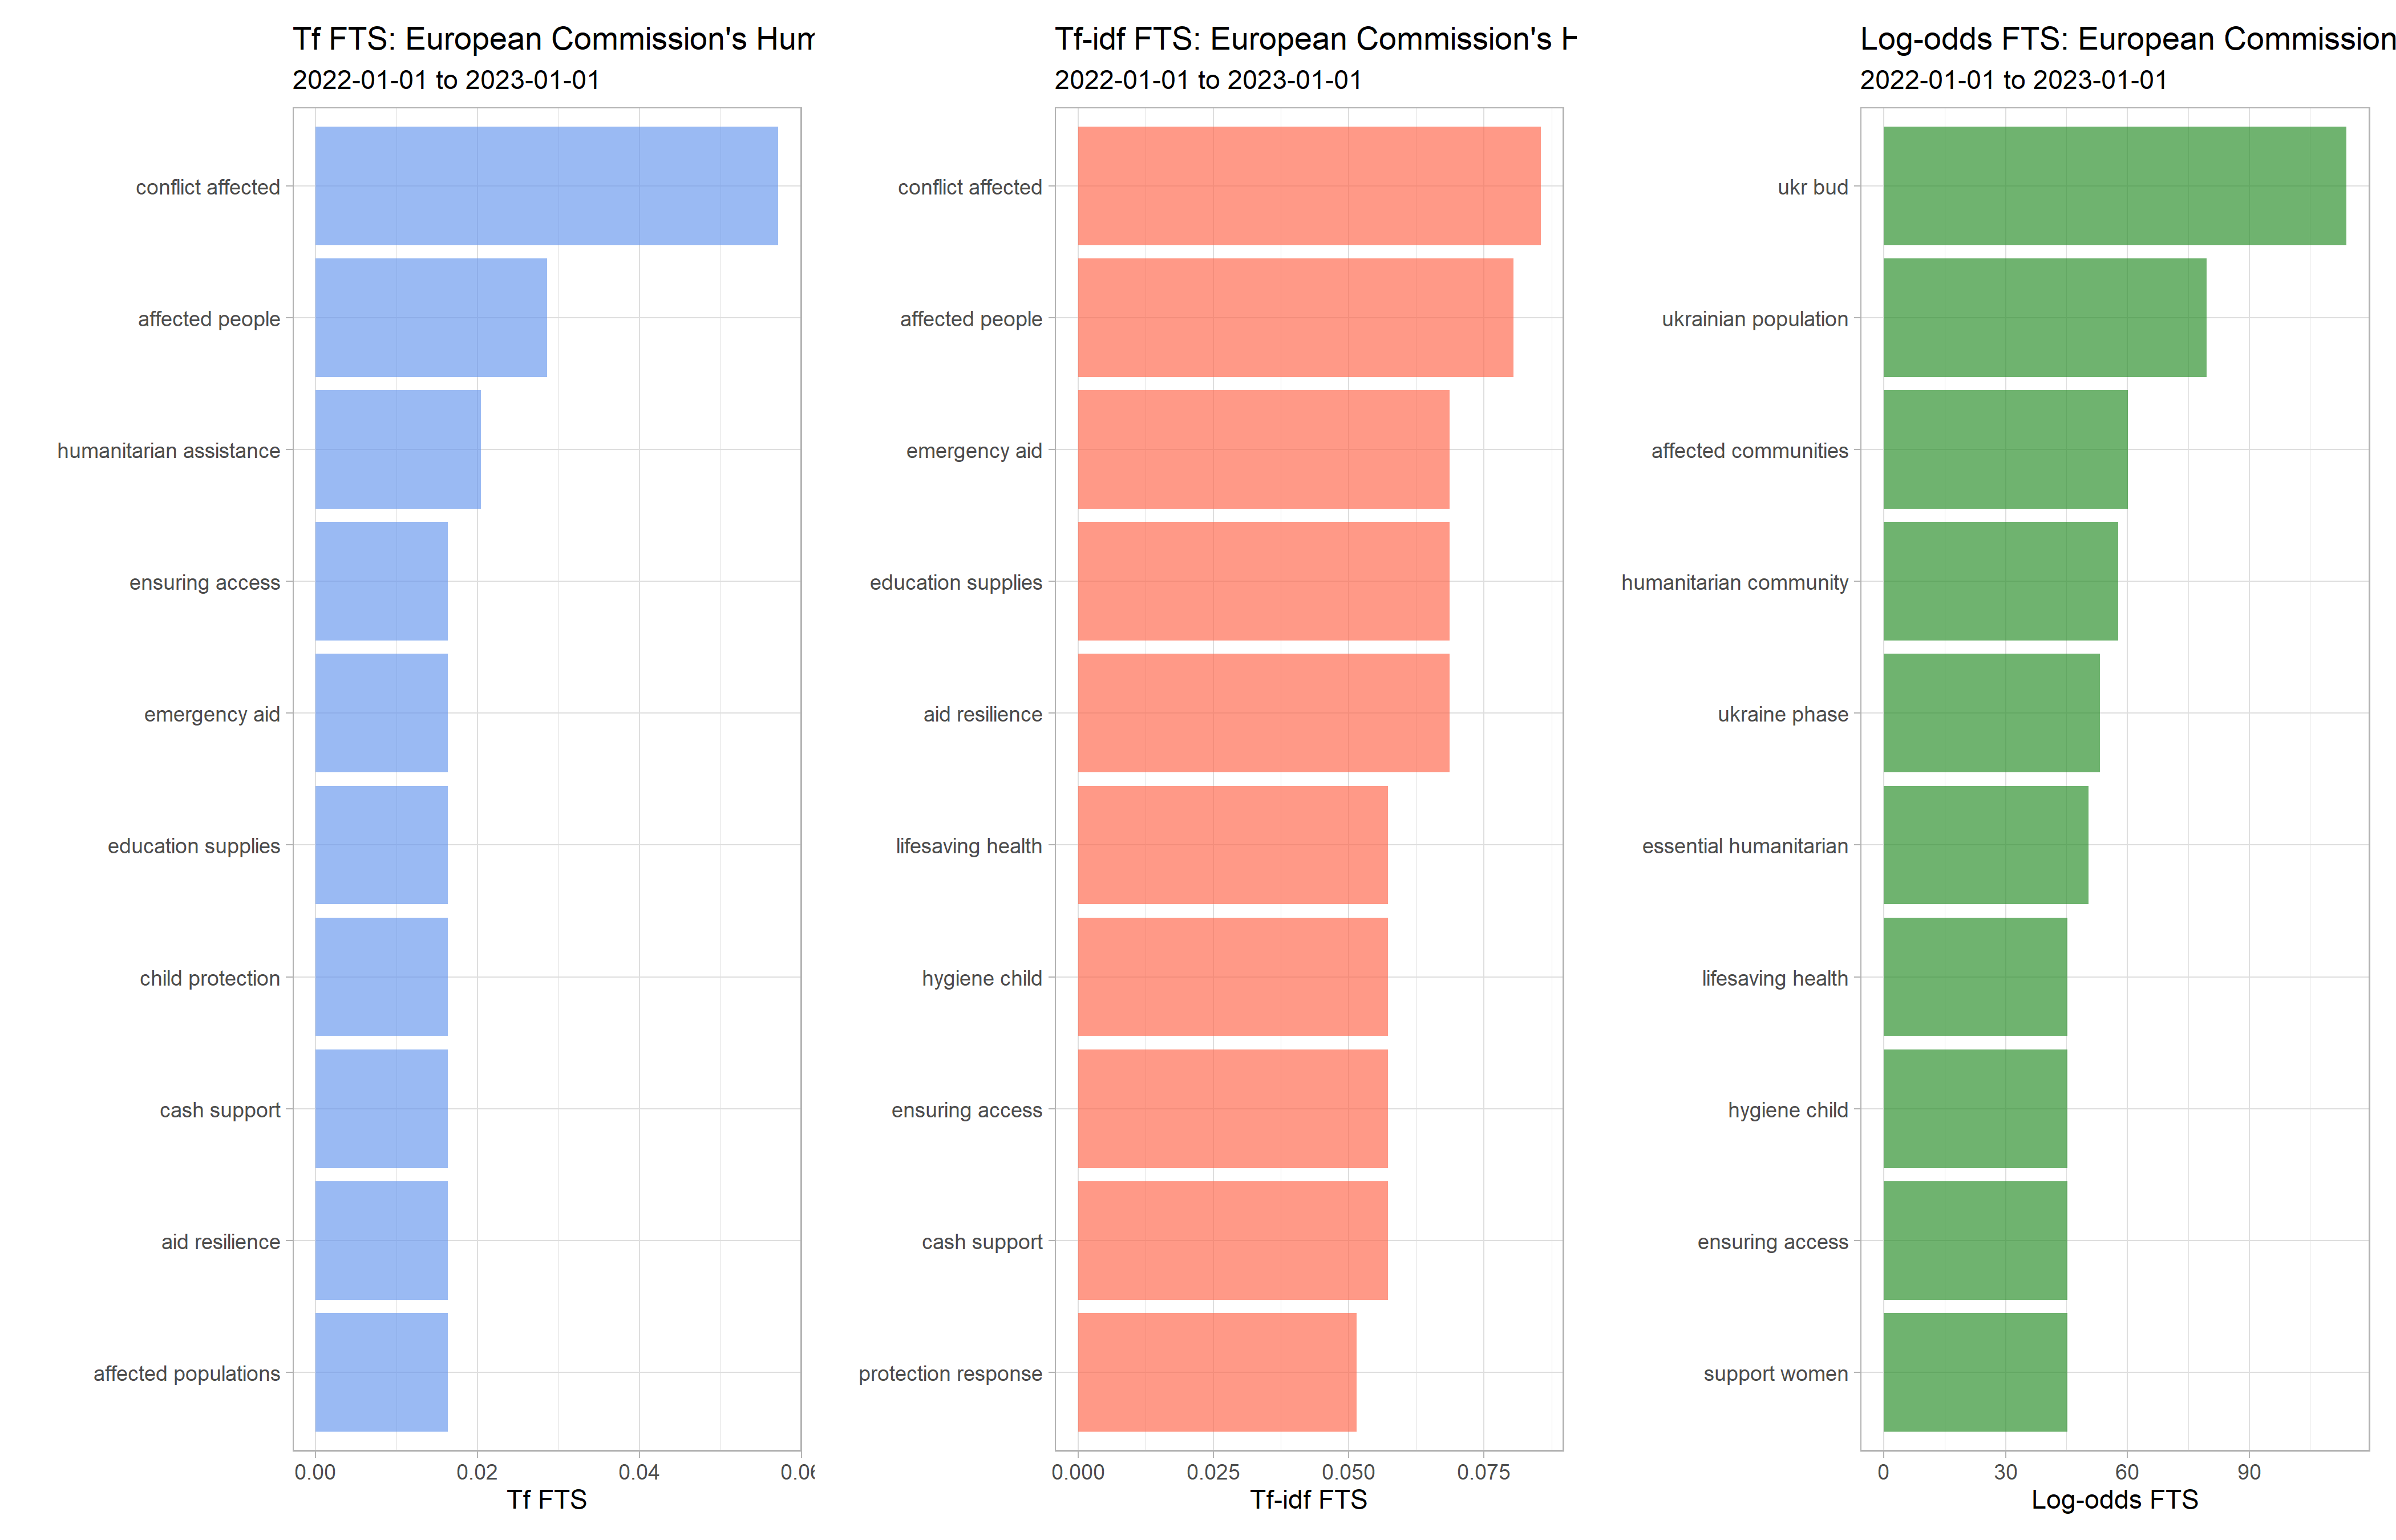 Tf FTS: European Commission's Hum
2022-01-01 to 2023-01-01
conflict affected
affected people
humanitarian assistance
ensuring access
emergency aid
education supplies
child protection
cash support
aid resilience
affected populations
0.00 0.02 0.04 0.06
Tf FTS
Tf-idf FTS: European Commission's H
2022-01-01 to 2023-01-01
conflict affected
affected people
emergency aid
education supplies
aid resilience
lifesaving health
hygiene child
ensuring access
cash support
protection response
0.000 0.025 0.050 0.075
Tf-idf FTS
Log-odds FTS: European Commission
2022-01-01 to 2023-01-01
ukr bud
ukrainian population
affected communities
humanitarian community
ukraine phase
essential humanitarian
lifesaving health
hygiene child
ensuring access
support women
0 30 60 90
Log-odds FTS